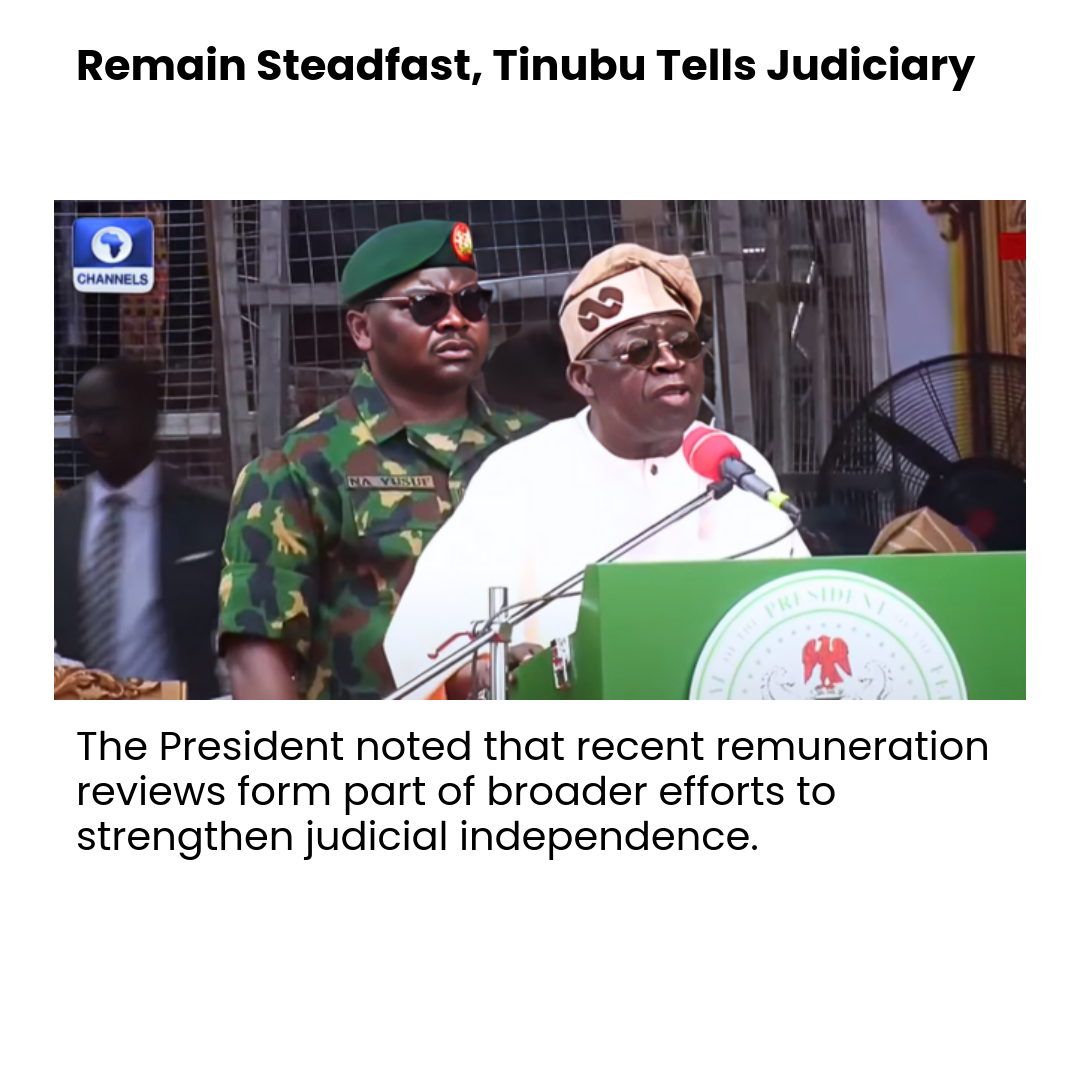 Remain Steadfast, Tinubu Tells Judiciary
CHANNELS
NA YUSUF
PRESIDENT
The President noted that recent remuneration
reviews form part of broader efforts to
strengthen judicial independence.